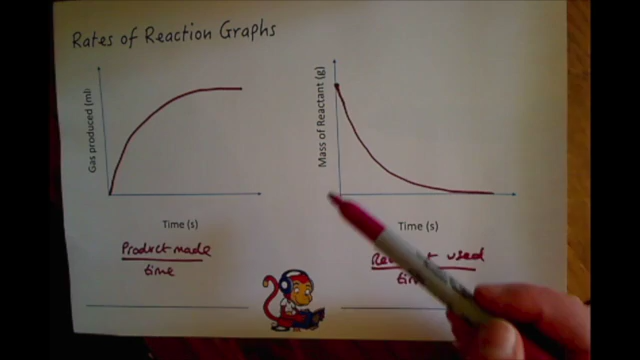 Rates of Reaction Graphs
Gas produced (ml)
Time (s)
Product made
time
Mass of Reactant (g)
Time (s)
used